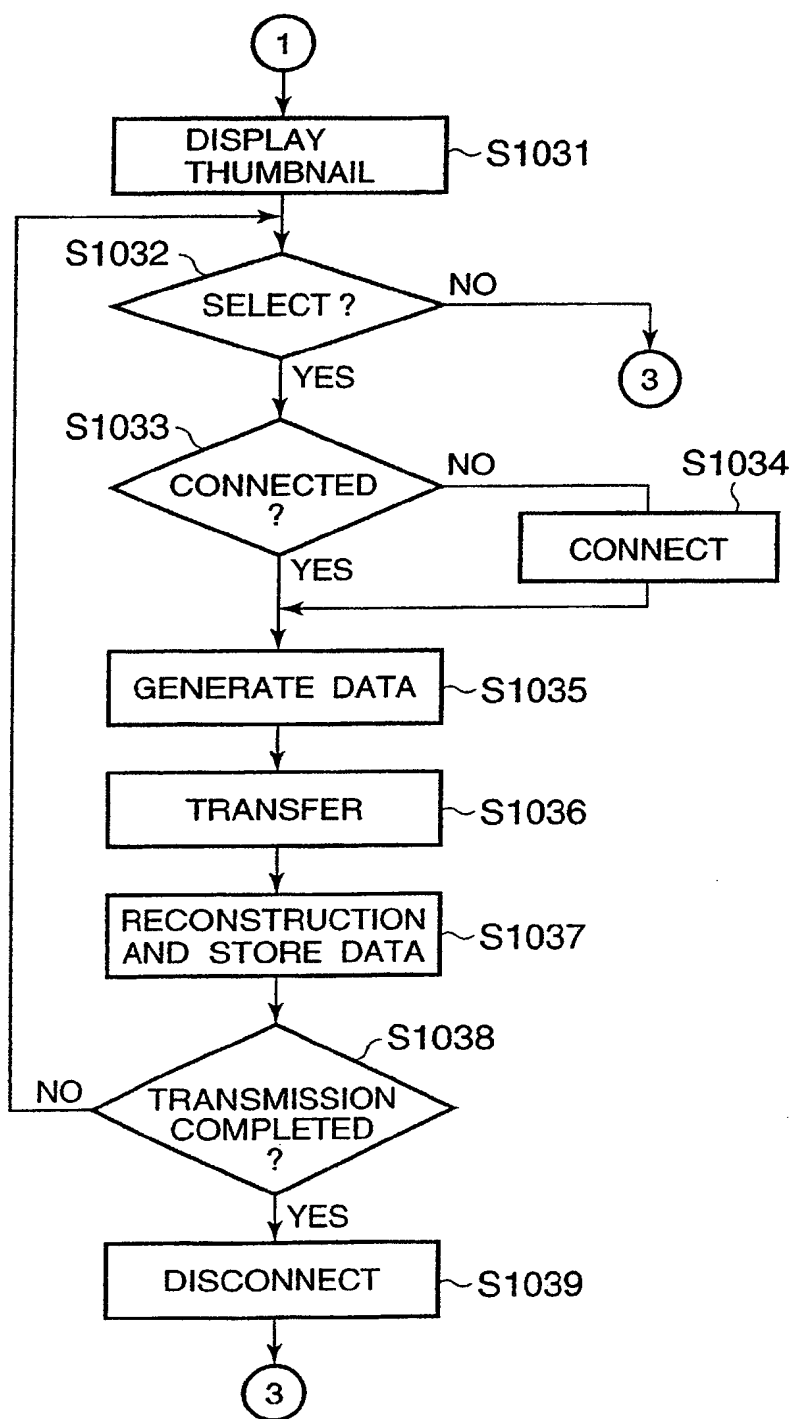 1
DISPLAY
THUMBNAIL
S1031
S1032
SELECT ?
NO
3
YES
S1033
CONNECTED
?
NO
S1034
CONNECT
YES
GENERATE DATA
S1035
TRANSFER
S1036
RECONSTRUCTION
AND STORE DATA
S1037
S1038
NO
TRANSMISSION
COMPLETED
?
YES
DISCONNECT
S1039
3